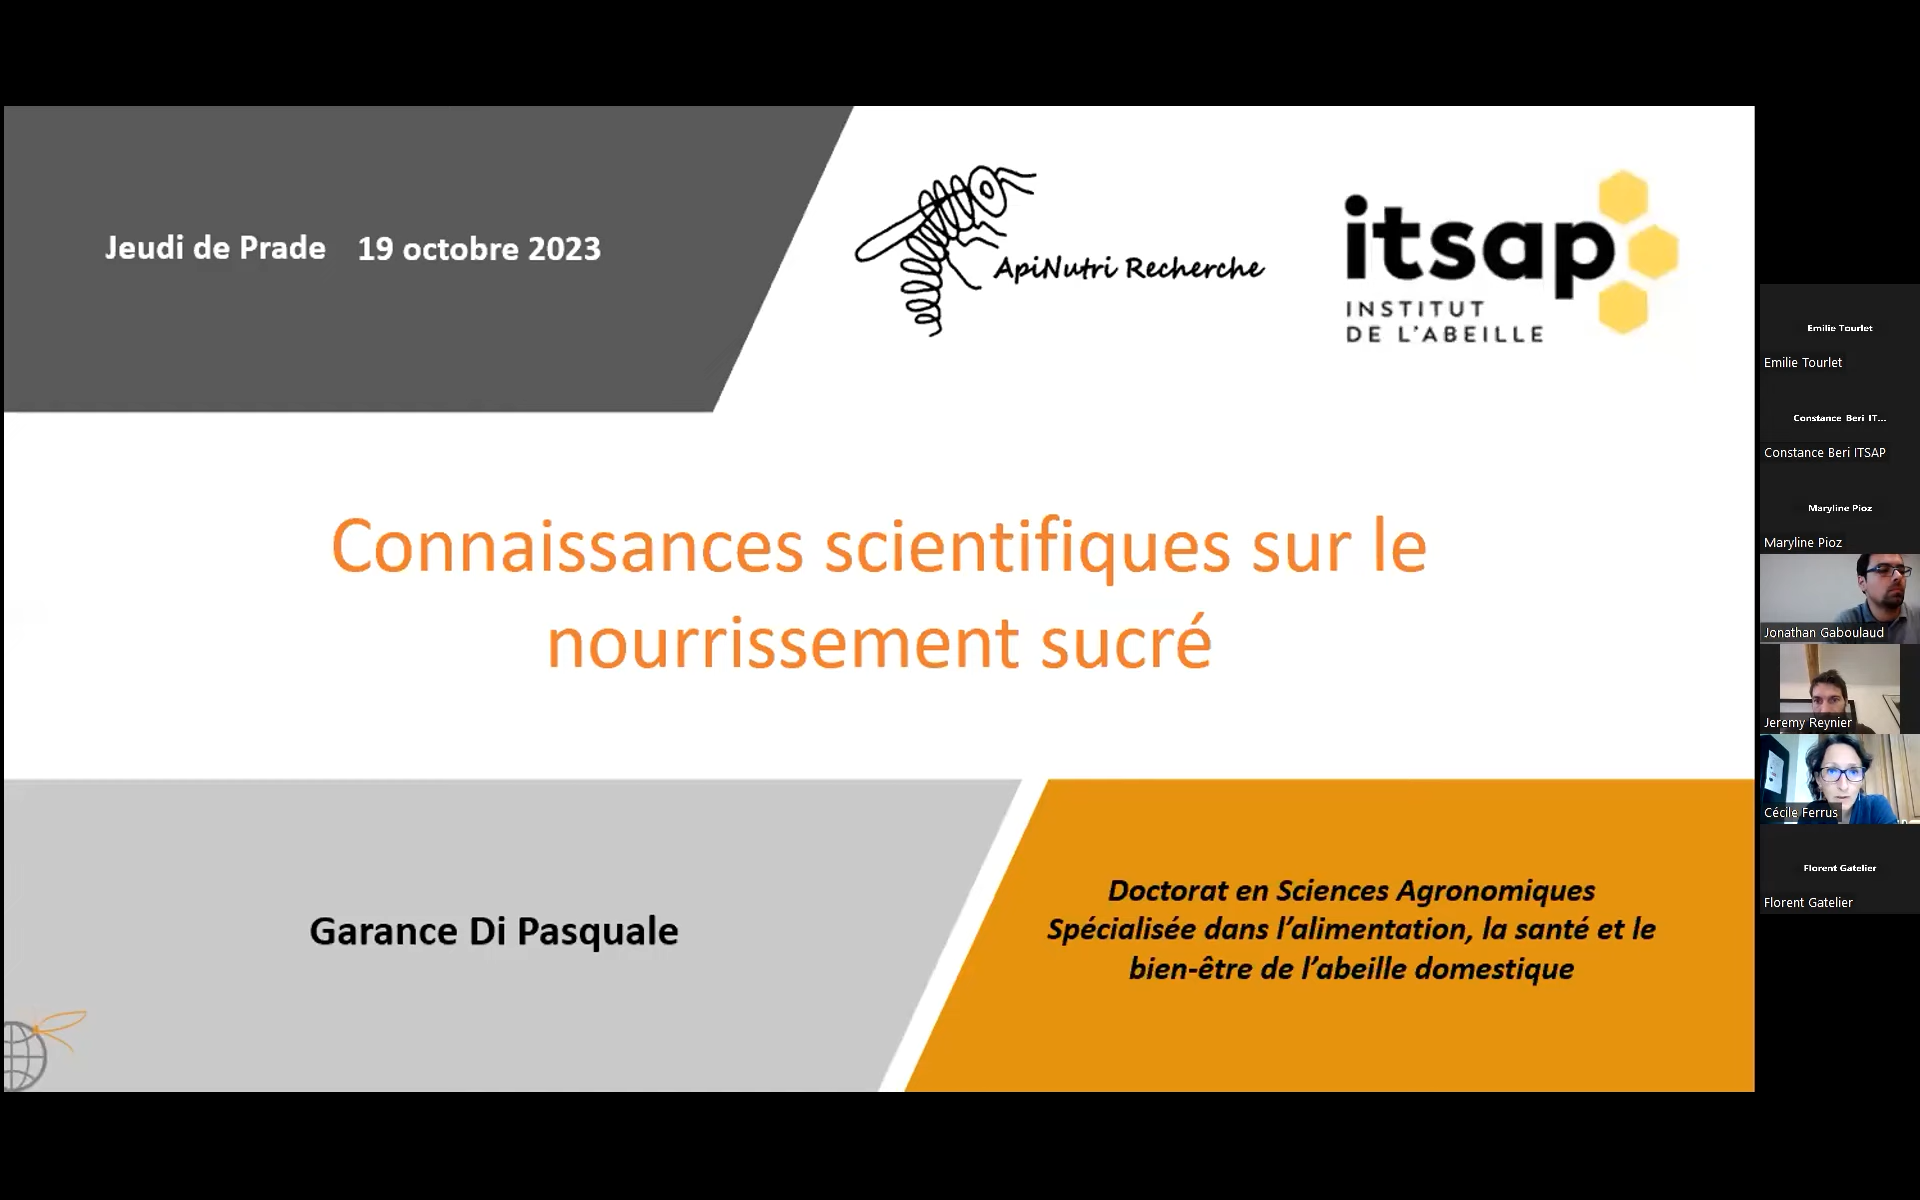 Jeudi de Prade 19 octobre 2023
ApiNutri Recherche
itsap
INSTITUT
DE L'ABEILLE
Connaissances scientifiques sur le
nourrissement sucré
Garance Di Pasquale
Doctorat en Sciences Agronomiques
Spécialisée dans l'alimentation, la santé et le
bien-être de l'abeille domestique
Emilie Tourlet
Emilie Tourlet
Constance Beri IT...
Constance Beri ITSAP
Maryline Pioz
Maryline Pioz
Jonathan Gaboulaud
Jeremy Reynier
Cécile Ferrus
Florent Gatelier
Florent Gatelier